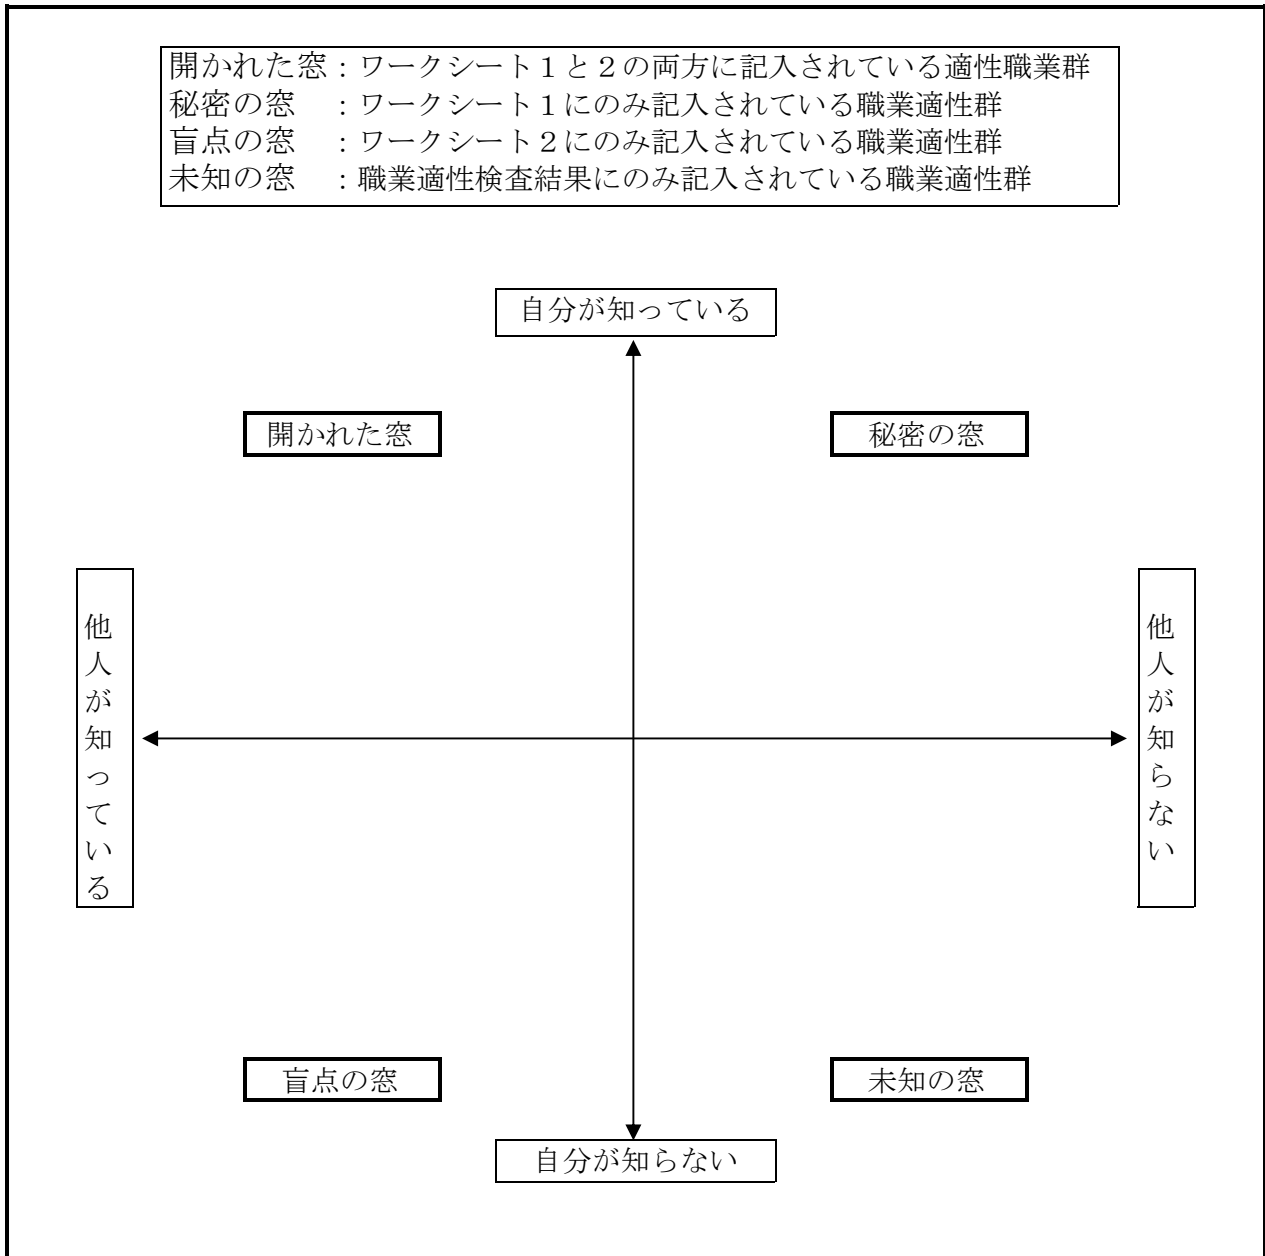 開かれた窓：ワークシート１と２の両方に記入されている適性職業群
秘密の窓　：ワークシート１にのみ記入されている職業適性群
盲点の窓　：ワークシート２にのみ記入されている職業適性群
未知の窓　：職業適性検査結果にのみ記入されている職業適性群
自分が知っている
開かれた窓
秘密の窓
他人が知っている
他人が知らない
盲点の窓
未知の窓
自分が知らない